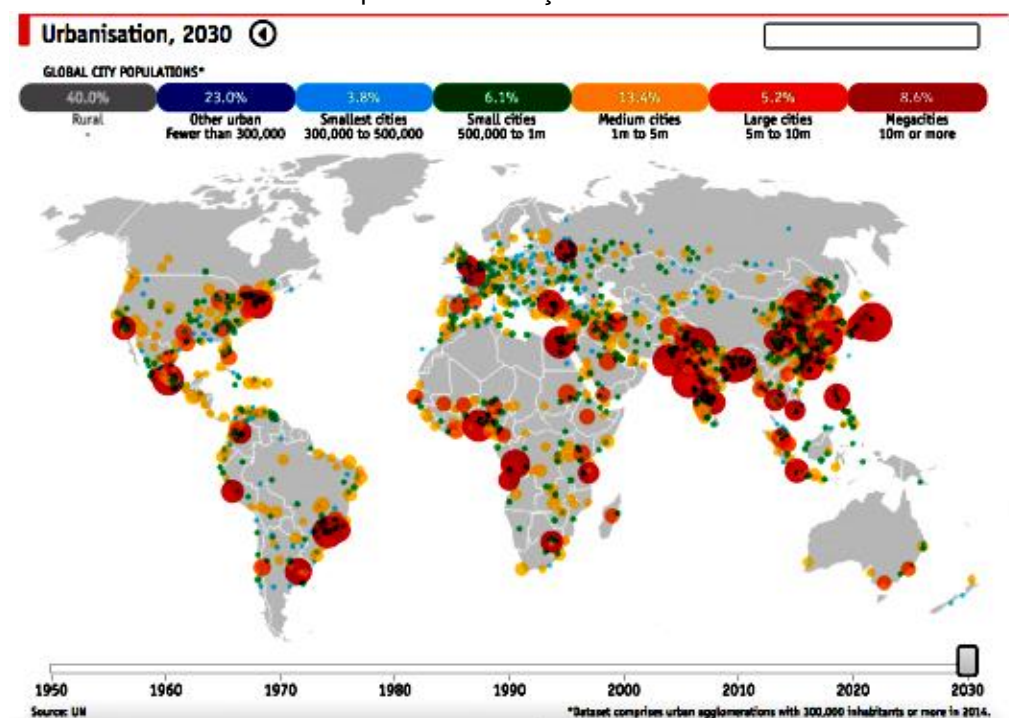 Urbanisation, 2030
GLOBAL CITY POPULATIONS*
40.0% 23.0% 3.8% 6.1% 13.4% 5.2% 8.6%
Rural Other urban Smallest cities Small cities Medium cities Large cities Megacities
- Fewer than 300,000 300,000 to 500,000 500,000 to 1m 1m to 5m 5m to 10m 10m or more
1950 1960 1970 1980 1990 2000 2010 2020 2030
Source: UN *Dataset comprises urban agglomerations with 300,000 inhabitants or more in 2014.